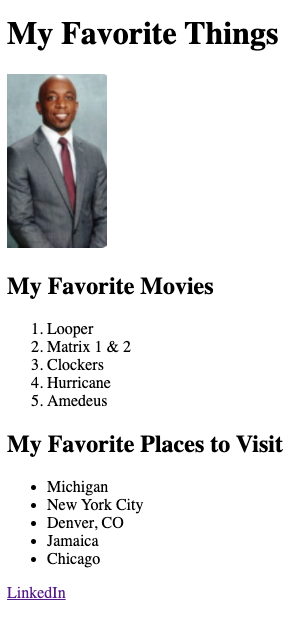 My Favorite Things
My Favorite Movies
1. Looper
2. Matrix 1 & 2
3. Clockers
4. Hurricane
5. Amedeus
My Favorite Places to Visit
• Michigan
• New York City
• Denver, CO
• Jamaica
• Chicago
LinkedIn